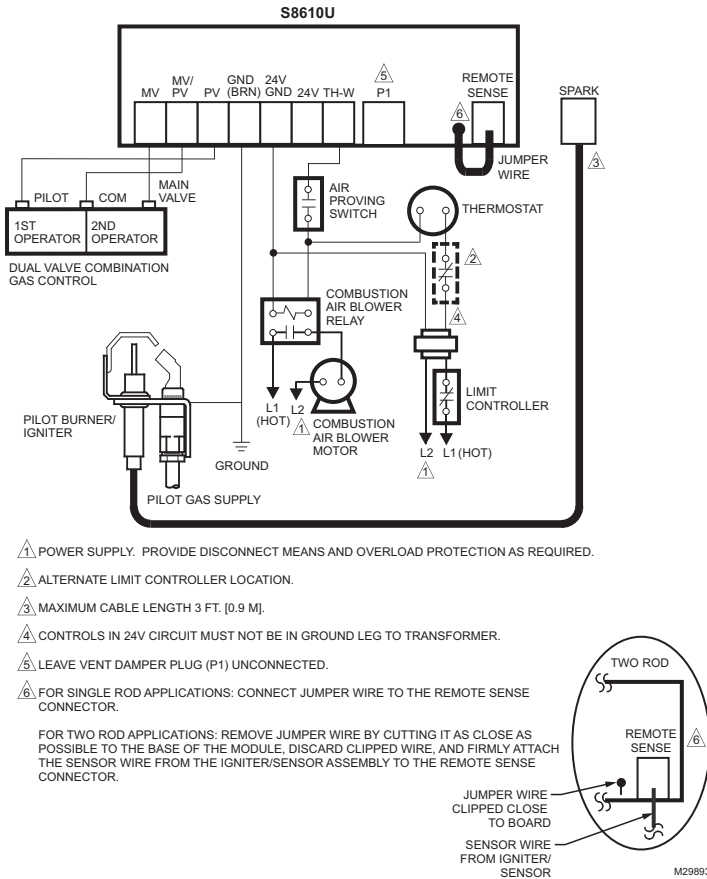 S8610U
5
MV
MV/
PV
PV
GND
(BRN)
24V
GND
24V
TH-W
P1
REMOTE
SENSE
6
SPARK
3
JUMPER
WIRE
PILOT
COM
MAIN
VALVE
1ST
OPERATOR
2ND
OPERATOR
DUAL VALVE COMBINATION
GAS CONTROL
AIR
PROVING
SWITCH
THERMOSTAT
2
4
COMBUSTION
AIR BLOWER
RELAY
L1
(HOT)
L2
1
COMBUSTION
AIR BLOWER
MOTOR
LIMIT
CONTROLLER
L2
1
L1 (HOT)
PILOT BURNER/
IGNITER
GROUND
PILOT GAS SUPPLY
1 POWER SUPPLY. PROVIDE DISCONNECT MEANS AND OVERLOAD PROTECTION AS REQUIRED.
2 ALTERNATE LIMIT CONTROLLER LOCATION.
3 MAXIMUM CABLE LENGTH 3 FT. [0.9 M].
4 CONTROLS IN 24V CIRCUIT MUST NOT BE IN GROUND LEG TO TRANSFORMER.
5 LEAVE VENT DAMPER PLUG (P1) UNCONNECTED.
6 FOR SINGLE ROD APPLICATIONS: CONNECT JUMPER WIRE TO THE REMOTE SENSE
CONNECTOR.
FOR TWO ROD APPLICATIONS: REMOVE JUMPER WIRE BY CUTTING IT AS CLOSE AS
POSSIBLE TO THE BASE OF THE MODULE, DISCARD CLIPPED WIRE, AND FIRMLY ATTACH
THE SENSOR WIRE FROM THE IGNITER/SENSOR ASSEMBLY TO THE REMOTE SENSE
CONNECTOR.
TWO ROD
REMOTE
SENSE
6
JUMPER WIRE
CLIPPED CLOSE
TO BOARD
SENSOR WIRE
FROM IGNITER/
SENSOR
M29893